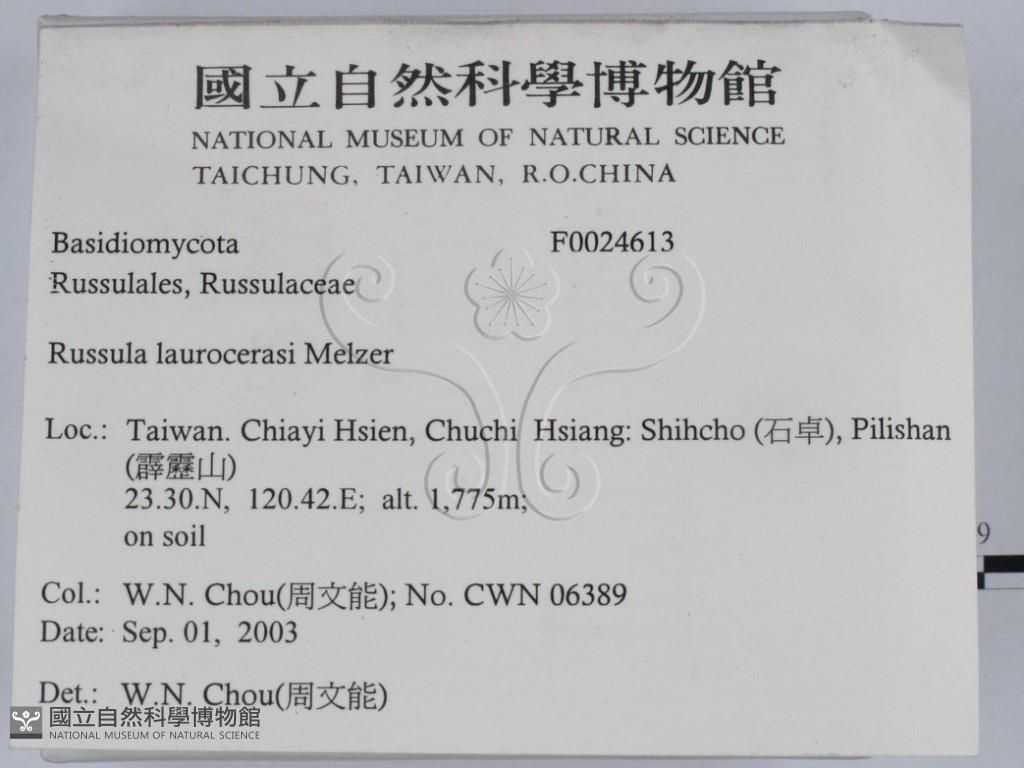 國立自然科學博物館
NATIONAL MUSEUM OF NATURAL SCIENCE
TAICHUNG, TAIWAN, R.O.CHINA
Basidiomycota F0024613
Russulales, Russulaceae
Russula laurocerasi Melzer
Loc.: Taiwan. Chiayi Hsien, Chuchi Hsiang: Shihcho (石卓), Pilishan
(霹靂山)
23.30.N, 120.42.E; alt. 1,775m;
on soil
9
Col.: W.N. Chou(周文能); No. CWN 06389
Date: Sep. 01, 2003
Det.: W.N. Chou(周文能)
國立自然科學博物館
NATIONAL MUSEUM OF NATURAL SCIENCE